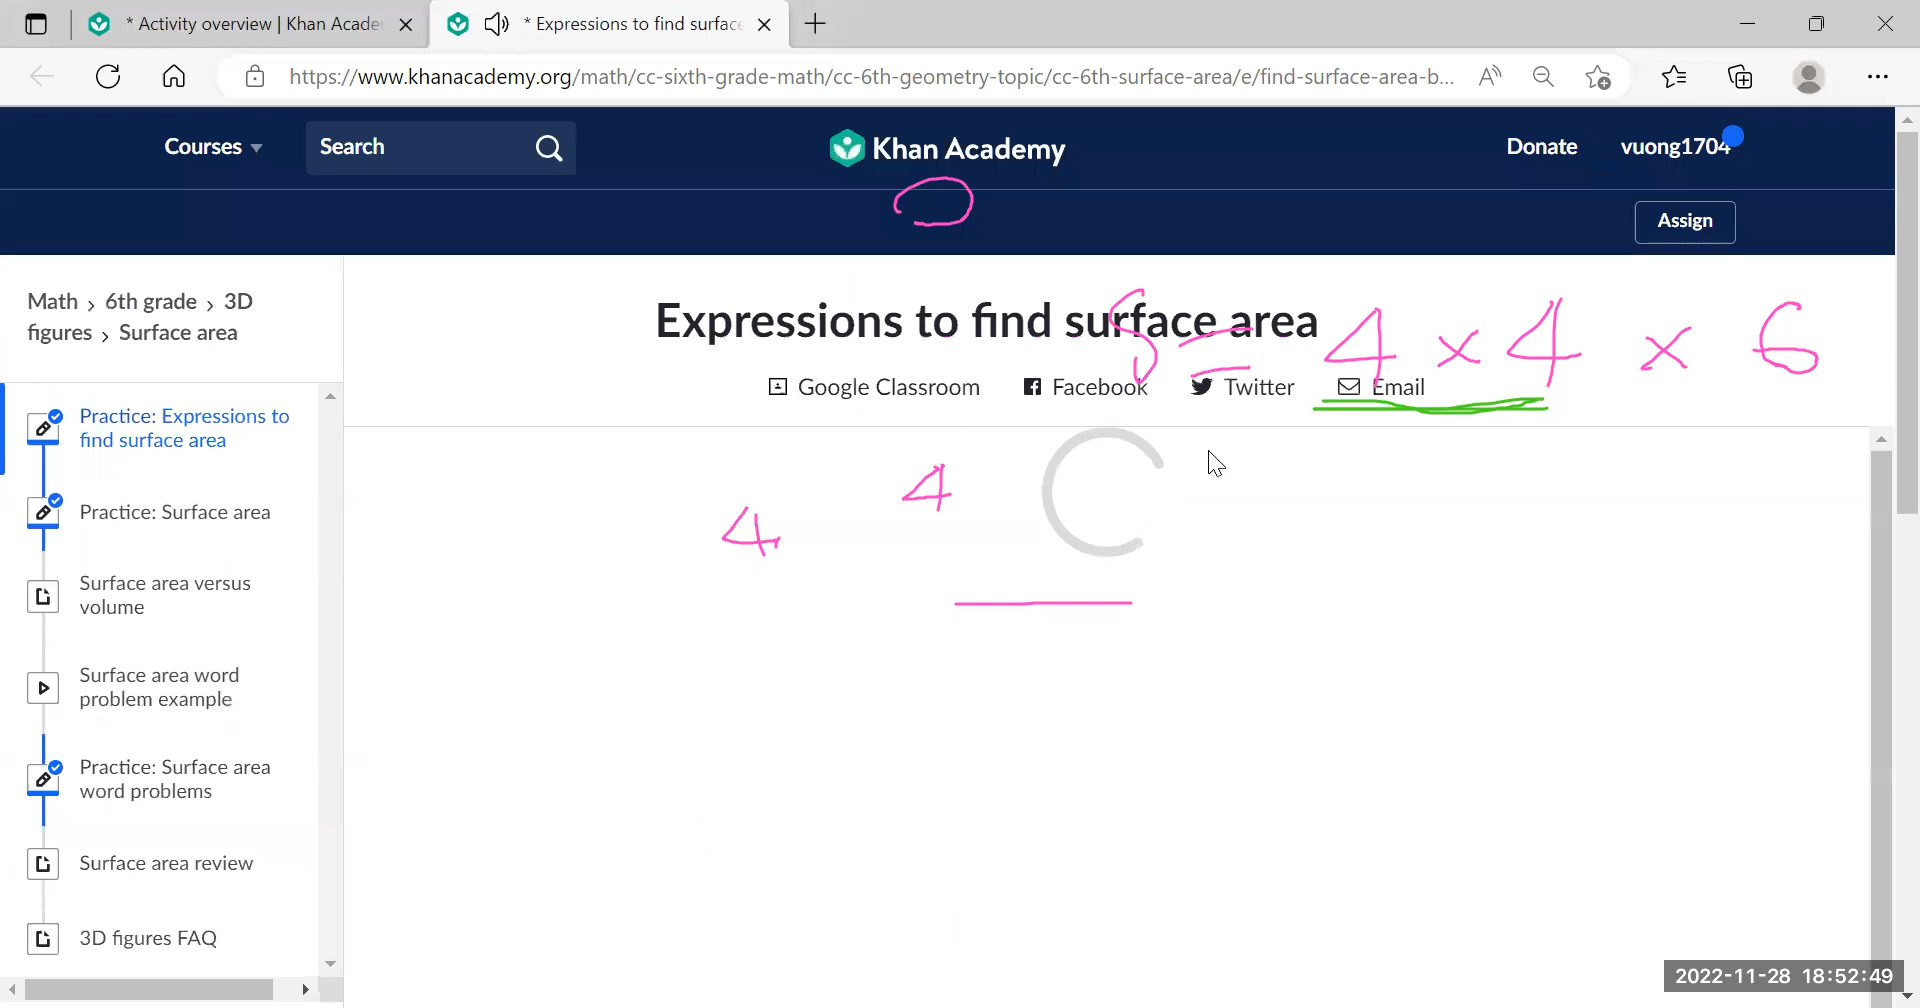 * Activity overview | Khan Acade
* Expressions to find surface
https://www.khanacademy.org/math/cc-sixth-grade-math/cc-6th-geometry-topic/cc-6th-surface-area/e/find-surface-area-b...
Courses
Search
Khan Academy
Donate
vuong1704
Assign
Math › 6th grade › 3D
figures › Surface area
Expressions to find surface area
S = 4 × 4 × 6
Google Classroom
Facebook
Twitter
Email
Practice: Expressions to
find surface area
Practice: Surface area
Surface area versus
volume
Surface area word
problem example
Practice: Surface area
word problems
Surface area review
3D figures FAQ
4
4
2022-11-28 18:52:49